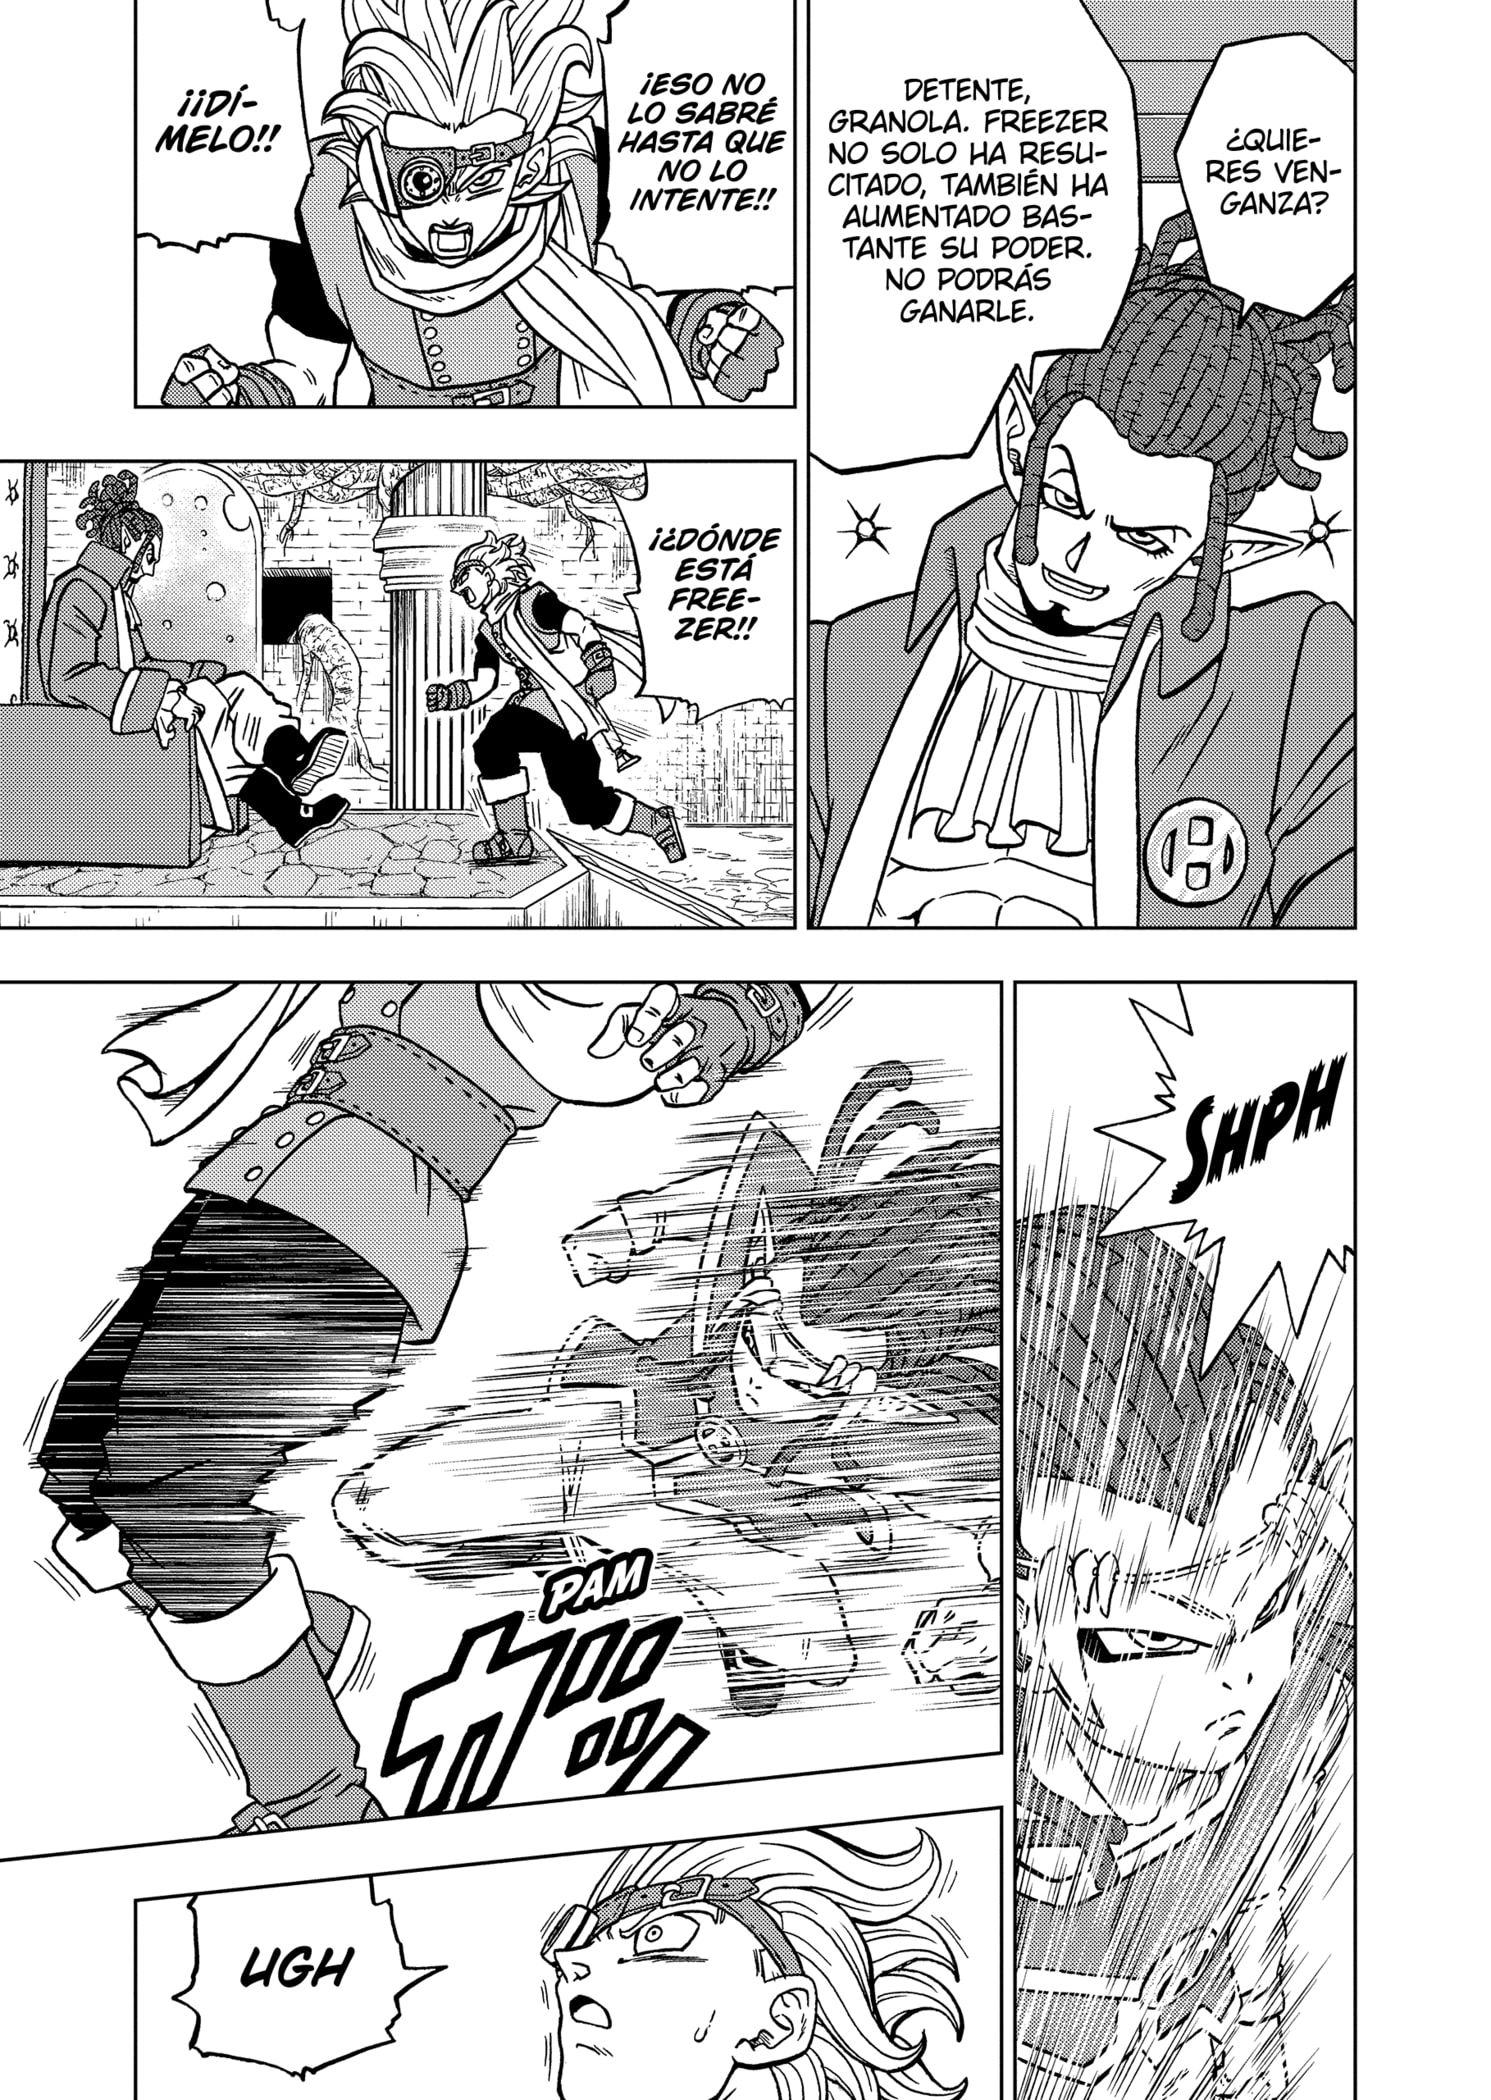 ¿QUIE-
RES VEN-
GANZA?
DETENTE,
GRANOLA. FREEZER
NO SOLO HA RESU-
CITADO, TAMBIÉN HA
AUMENTADO BAS-
TANTE SU PODER.
NO PODRÁS
GANARLE.
¡ESO NO
LO SABRÉ
HASTA QUE
NO LO
INTENTE!!
¡¡DÍ-
MELO!!
¡¿DÓNDE
ESTÁ
FREE-
ZER!!
H
SHPH
PAM
UGH